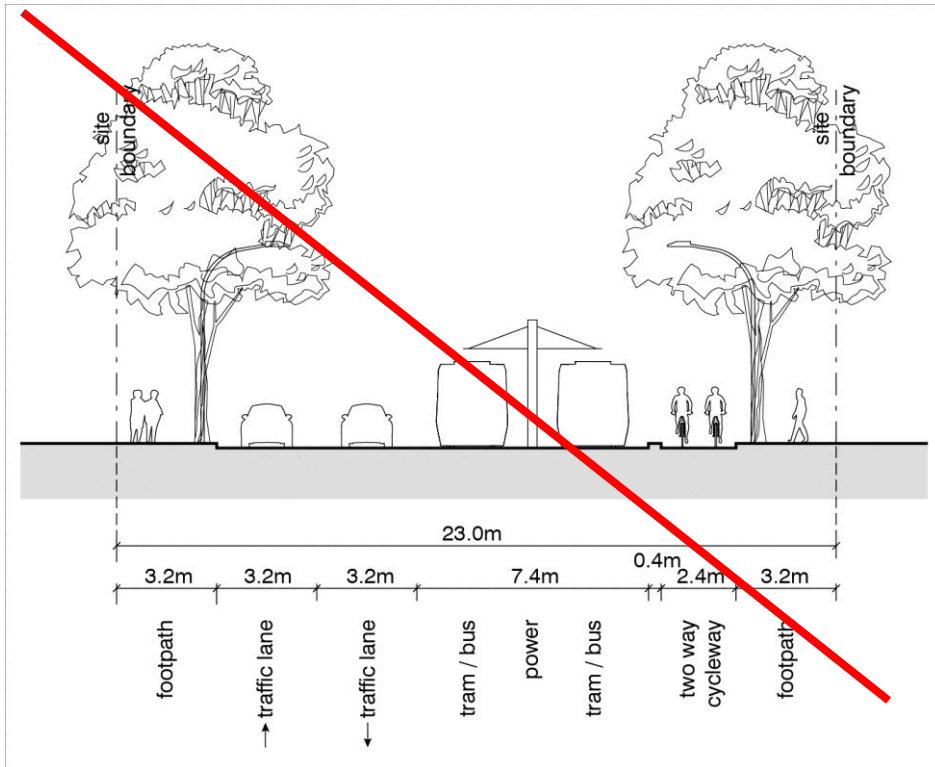 site
boundary
site
boundary
23.0m
0.4m
3.2m 3.2m 3.2m 7.4m 2.4m 3.2m
footpath
traffic lane
traffic lane
tram / bus
power
tram / bus
two way
cycleway
footpath